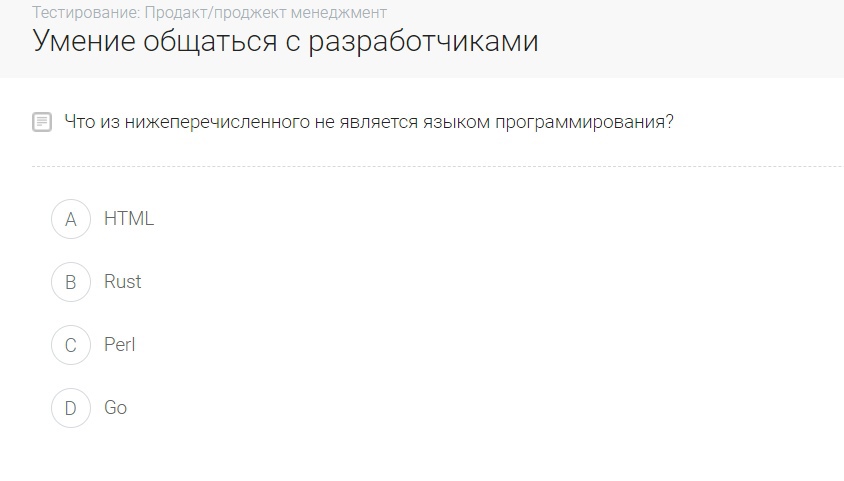 Тестирование: Продакт/проджект менеджмент
Умение общаться с разработчиками
Что из нижеперечисленного не является языком программирования?
A HTML
B Rust
C Perl
D Go